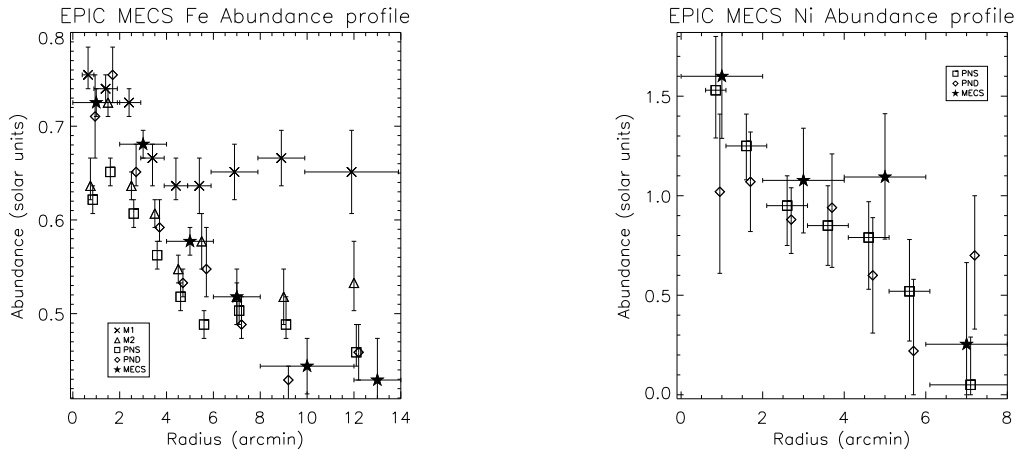 EPIC MECS Fe Abundance profile
0.8
0.7
0.6
0.5
Abundance (solar units)
M1
M2
PNS
PND
MECS
0 2 4 6 8 10 12 14
Radius (arcmin)
EPIC MECS Ni Abundance profile
1.5
1.0
0.5
0.0
Abundance (solar units)
PNS
PND
MECS
0 2 4 6 8
Radius (arcmin)